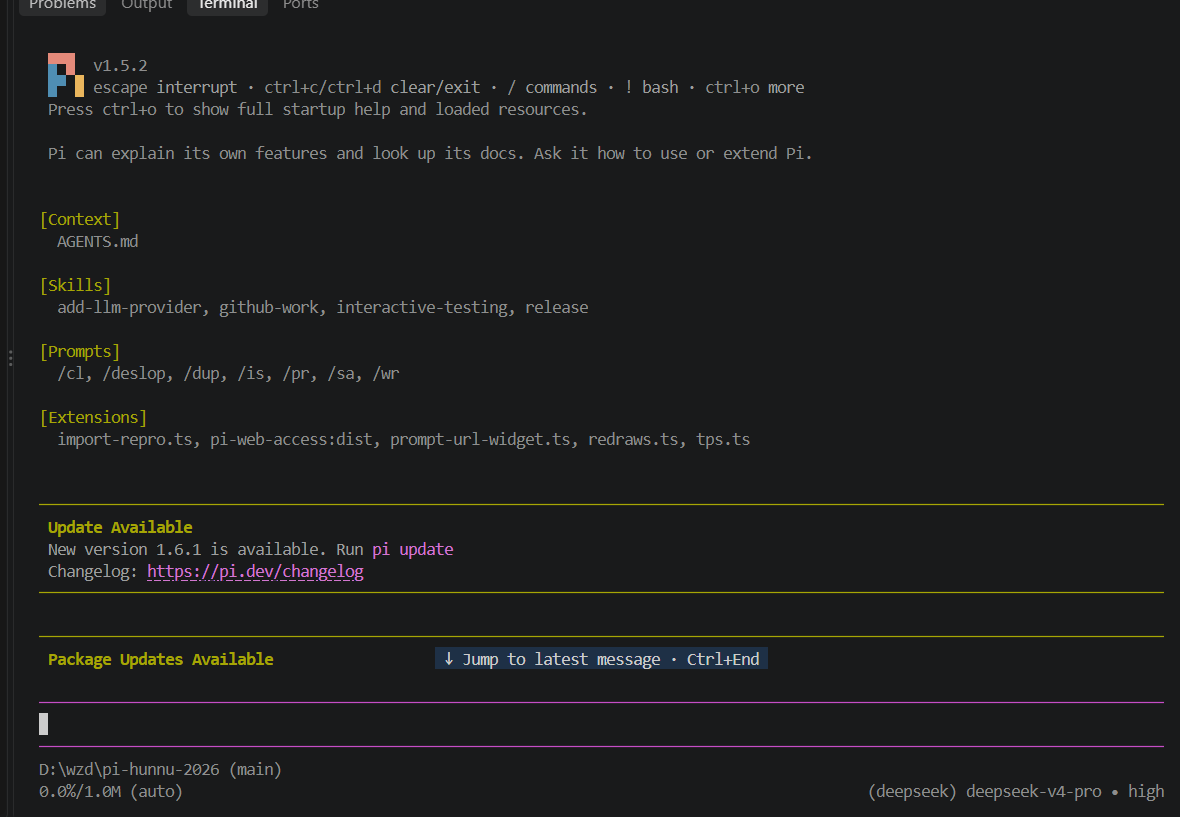 Problems Output Terminal Ports
v1.5.2
escape interrupt · ctrl+c/ctrl+d clear/exit · / commands · ! bash · ctrl+o more
Press ctrl+o to show full startup help and loaded resources.
Pi can explain its own features and look up its docs. Ask it how to use or extend Pi.
[Context]
AGENTS.md
[Skills]
add-llm-provider, github-work, interactive-testing, release
[Prompts]
/cl, /deslop, /dup, /is, /pr, /sa, /wr
[Extensions]
import-repro.ts, pi-web-access:dist, prompt-url-widget.ts, redraws.ts, tps.ts
Update Available
New version 1.6.1 is available. Run pi update
Changelog: https://pi.dev/changelog
Package Updates Available ↓ Jump to latest message · Ctrl+End
D:\wzd\pi-hunnu-2026 (main)
0.0%/1.0M (auto) (deepseek) deepseek-v4-pro • high